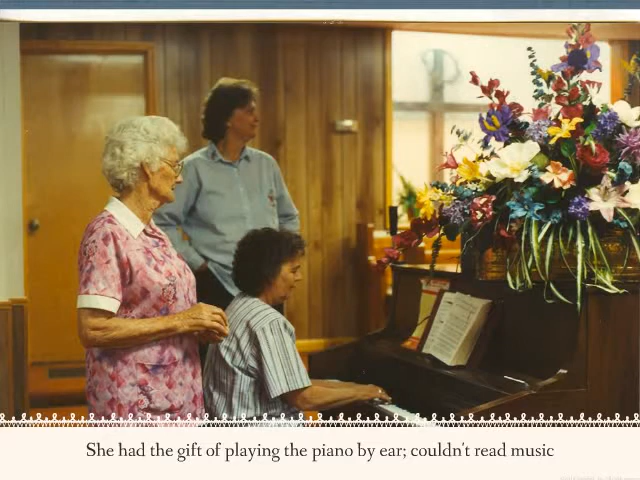 She had the gift of playing the piano by ear; couldn't read music